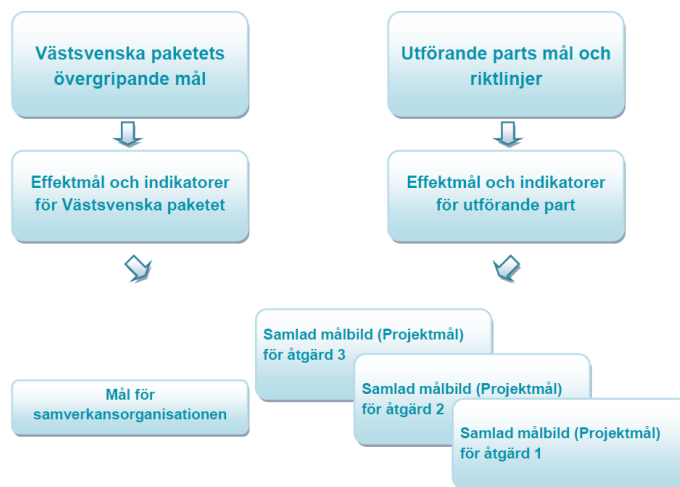 Västsvenska paketets
övergripande mål
Utförande parts mål och
riktlinjer
Effektmål och indikatorer
för Västsvenska paketet
Effektmål och indikatorer
för utförande part
Samlad målbild (Projektmål)
för åtgärd 3
Mål för
samverkansorganisationen
Samlad målbild (Projektmål)
för åtgärd 2
Samlad målbild (Projektmål)
för åtgärd 1